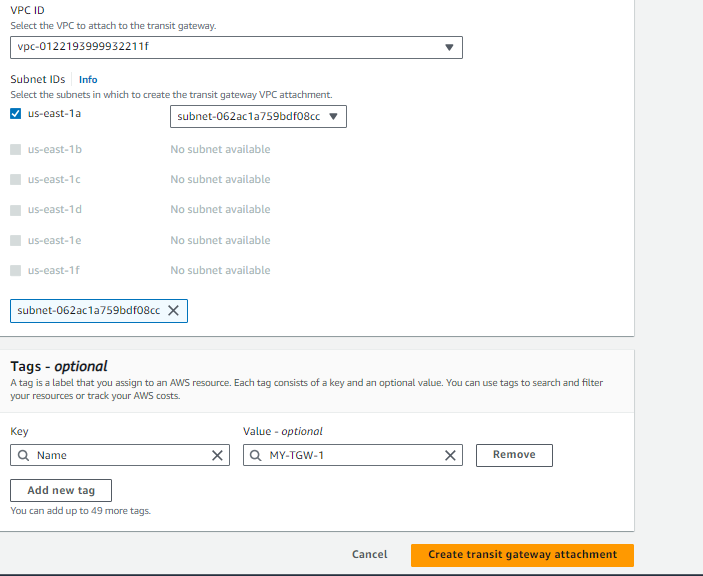 VPC ID
Select the VPC to attach to the transit gateway.
vpc-0122193999932211f
Subnet IDs Info
Select the subnets in which to create the transit gateway VPC attachment.
us-east-1a subnet-062ac1a759bdf08cc
us-east-1b No subnet available
us-east-1c No subnet available
us-east-1d No subnet available
us-east-1e No subnet available
us-east-1f No subnet available
subnet-062ac1a759bdf08cc
Tags - optional
A tag is a label that you assign to an AWS resource. Each tag consists of a key and an optional value. You can use tags to search and filter
your resources or track your AWS costs.
Key Value - optional
Name MY-TGW-1 Remove
Add new tag
You can add up to 49 more tags.
Cancel Create transit gateway attachment